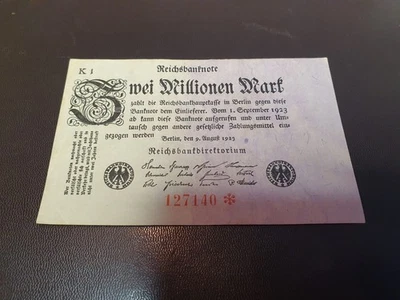 K 1
Reichsbanknote
Zwei Millionen Mark
zahlt die Reichsbankhauptkasse in Berlin gegen diese
Banknote dem Einlieferer. Vom 1. September 1923
ab kann diese Banknote aufgerufen und unter Um-
tausch gegen andere gesetzliche Zahlungsmittel ein-
gezogen werden
Berlin, den 9. August 1923
Reichsbankdirektorium
127140 *